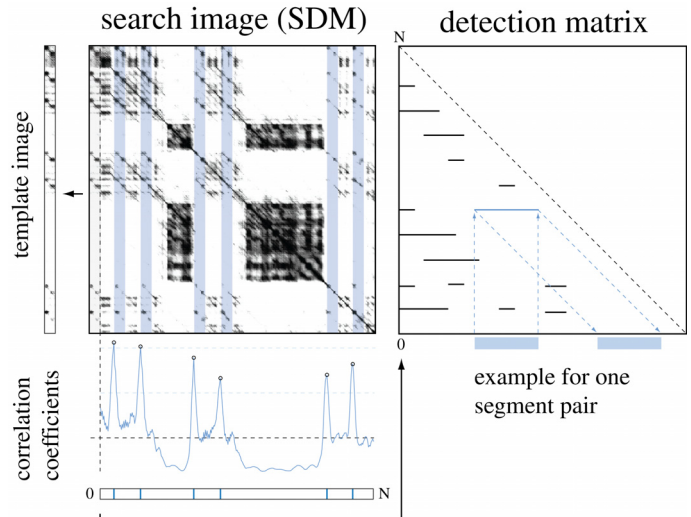 search image (SDM)
detection matrix
N
template image
0
example for one
segment pair
correlation
coefficients
0
N